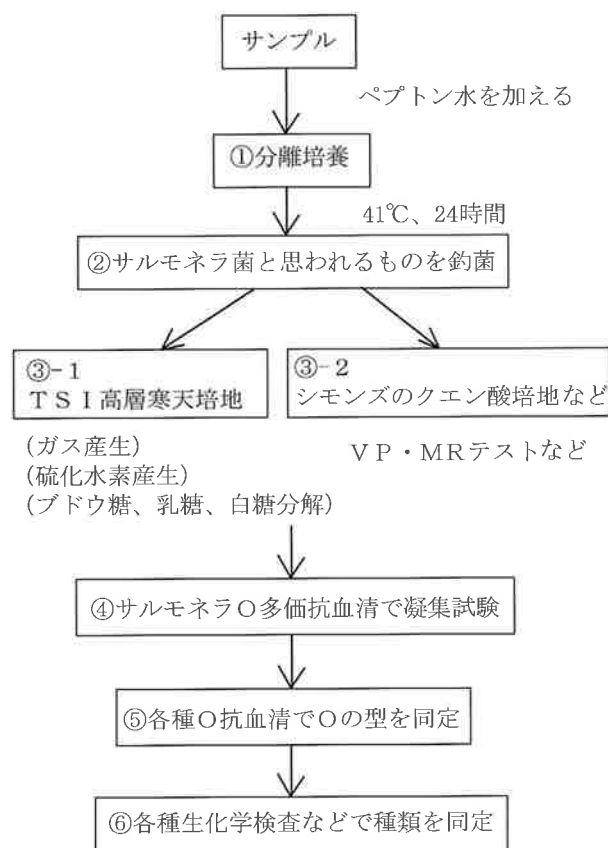 サンプル
ペプトン水を加える
①分離培養
41℃、24時間
②サルモネラ菌と思われるものを釣菌
③-1
TSI高層寒天培地
③-2
シモンズのクエン酸培地など
(ガス産生)
(硫化水素産生)
(ブドウ糖、乳糖、白糖分解)
VP・MRテストなど
④サルモネラO多価抗血清で凝集試験
⑤各種O抗血清でOの型を同定
⑥各種生化学検査などで種類を同定